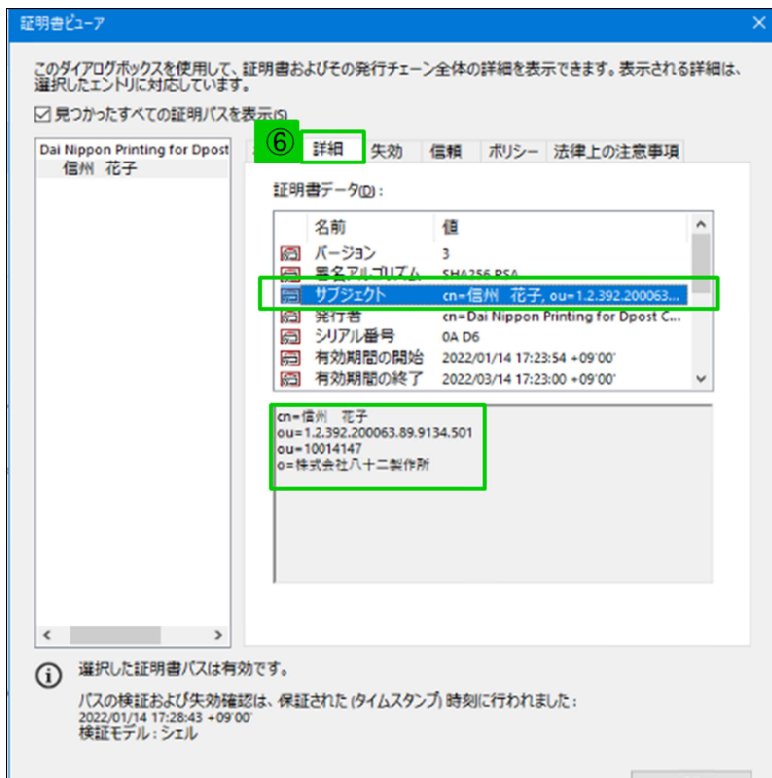 証明書ビューア
このダイアログボックスを使用して、証明書およびその発行チェーン全体の詳細を表示できます。表示される詳細は、
選択したエントリに対応しています。
見つかったすべての証明パスを表示(S)
Dai Nippon Printing for Dpost
信州 花子
⑥ 詳細 失効 信頼 ポリシー 法律上の注意事項
証明書データ(D):
名前 値
バージョン 3
署名アルゴリズム SHA256 RSA
サブジェクト cn=信州 花子, ou=1.2.392.200063...
発行者 cn=Dai Nippon Printing for Dpost C...
シリアル番号 0A D6
有効期間の開始 2022/01/14 17:23:54 +09'00'
有効期間の終了 2022/03/14 17:23:00 +09'00'
cn=信州 花子
ou=1.2.392.200063.89.9134.501
ou=10014147
o=株式会社八十二製作所
選択した証明書パスは有効です。
パスの検証および失効確認は、保証された (タイムスタンプ) 時刻に行われました:
2022/01/14 17:28:43 +09'00'
検証モデル : シェル